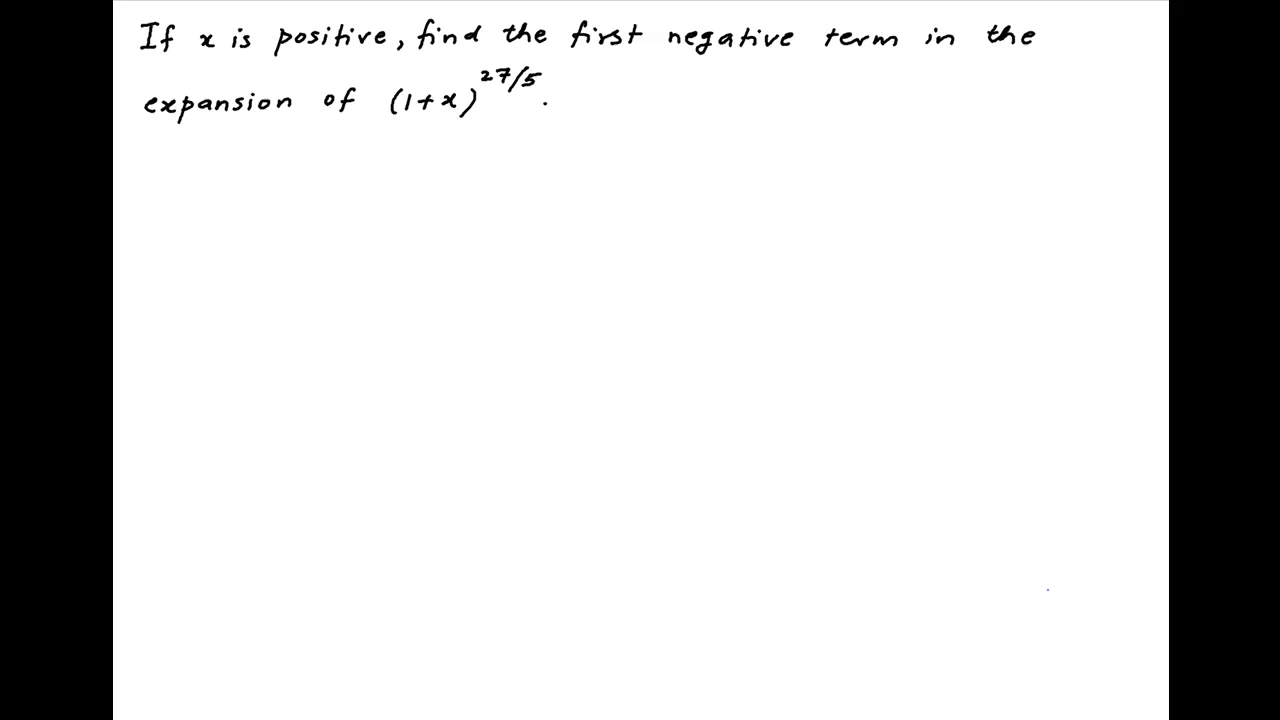 If x is positive, find the first negative term in the
expansion of (1+x)^27/5.